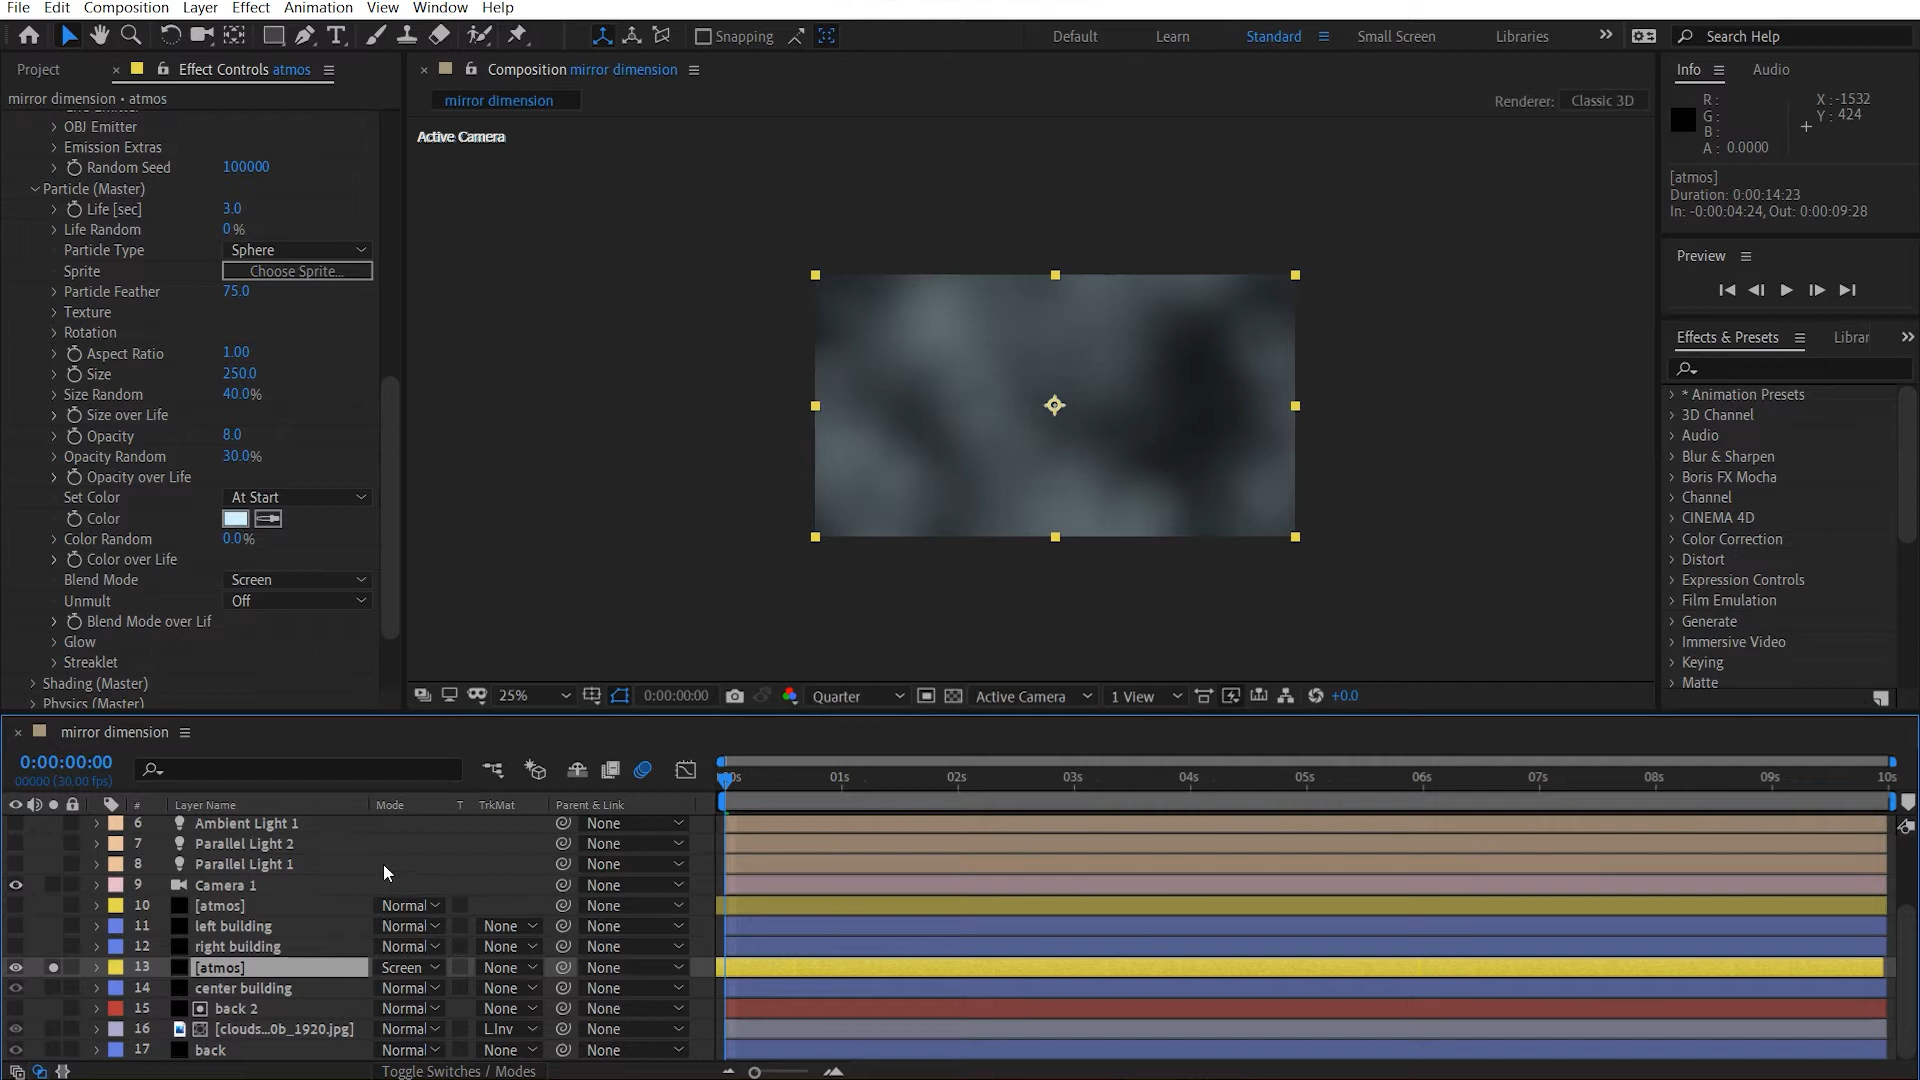 File Edit Composition Layer Effect Animation View Window Help
Snapping Default Learn Standard Small Screen Libraries Search Help
Project Effect Controls atmos
mirror dimension • atmos
OBJ Emitter
Emission Extras
Random Seed 100000
Particle (Master)
Life [sec] 3.0
Life Random 0%
Particle Type Sphere
Sprite Choose Sprite...
Particle Feather 75.0
Texture
Rotation
Aspect Ratio 1.00
Size 250.0
Size Random 40.0%
Size over Life
Opacity 8.0
Opacity Random 30.0%
Opacity over Life
Set Color At Start
Color
Color Random 0.0%
Color over Life
Blend Mode Screen
Unmult Off
Blend Mode over Lif
Glow
Streaklet
Shading (Master)
Physics (Master)
Composition mirror dimension
mirror dimension
Renderer: Classic 3D
Active Camera
25% 0:00:00:00 Quarter Active Camera 1 View +0.0
Info Audio
R: X: -1532
G: Y: 424
B:
A: 0.0000
[atmos]
Duration: 0:00:14:23
In: -0:00:04:24, Out: 0:00:09:28
Preview
Effects & Presets Librar
* Animation Presets
3D Channel
Audio
Blur & Sharpen
Boris FX Mocha
Channel
CINEMA 4D
Color Correction
Distort
Expression Controls
Film Emulation
Generate
Immersive Video
Keying
Matte
mirror dimension
0:00:00:00
00000 (30.00 fps)
00s 01s 02s 03s 04s 05s 06s 07s 08s 09s 10s
# Layer Name Mode T TrkMat Parent & Link
6 Ambient Light 1 None
7 Parallel Light 2 None
8 Parallel Light 1 None
9 Camera 1 None
10 [atmos] Normal None
11 left building Normal None None
12 right building Normal None None
13 [atmos] Screen None None
14 center building Normal None None
15 back 2 Normal None None
16 [clouds...0b_1920.jpg] Normal L.Inv None
17 back Normal None None
Toggle Switches / Modes